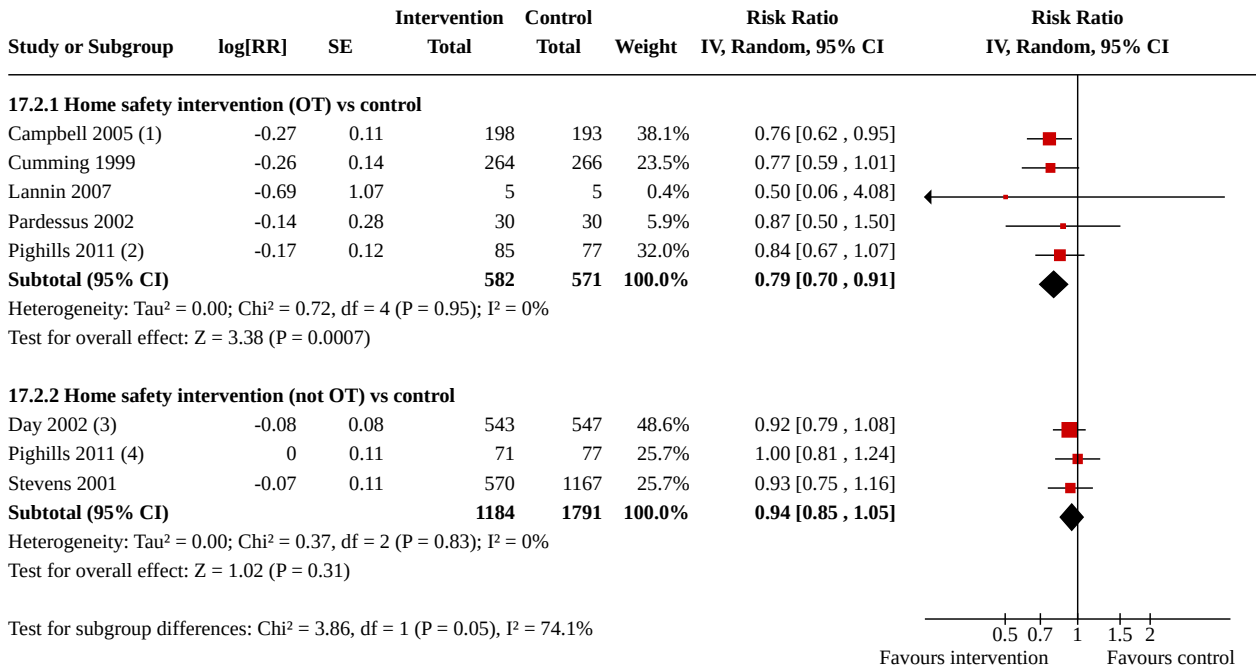 Intervention Control Risk Ratio Risk Ratio
Study or Subgroup log[RR] SE Total Total Weight IV, Random, 95% CI IV, Random, 95% CI
17.2.1 Home safety intervention (OT) vs control
Campbell 2005 (1) -0.27 0.11 198 193 38.1% 0.76 [0.62 , 0.95]
Cumming 1999 -0.26 0.14 264 266 23.5% 0.77 [0.59 , 1.01]
Lannin 2007 -0.69 1.07 5 5 0.4% 0.50 [0.06 , 4.08]
Pardessus 2002 -0.14 0.28 30 30 5.9% 0.87 [0.50 , 1.50]
Pighills 2011 (2) -0.17 0.12 85 77 32.0% 0.84 [0.67 , 1.07]
Subtotal (95% CI) 582 571 100.0% 0.79 [0.70 , 0.91]
Heterogeneity: Tau² = 0.00; Chi² = 0.72, df = 4 (P = 0.95); I² = 0%
Test for overall effect: Z = 3.38 (P = 0.0007)
17.2.2 Home safety intervention (not OT) vs control
Day 2002 (3) -0.08 0.08 543 547 48.6% 0.92 [0.79 , 1.08]
Pighills 2011 (4) 0 0.11 71 77 25.7% 1.00 [0.81 , 1.24]
Stevens 2001 -0.07 0.11 570 1167 25.7% 0.93 [0.75 , 1.16]
Subtotal (95% CI) 1184 1791 100.0% 0.94 [0.85 , 1.05]
Heterogeneity: Tau² = 0.00; Chi² = 0.37, df = 2 (P = 0.83); I² = 0%
Test for overall effect: Z = 1.02 (P = 0.31)
Test for subgroup differences: Chi² = 3.86, df = 1 (P = 0.05), I² = 74.1%
0.5 0.7 1 1.5 2
Favours intervention Favours control